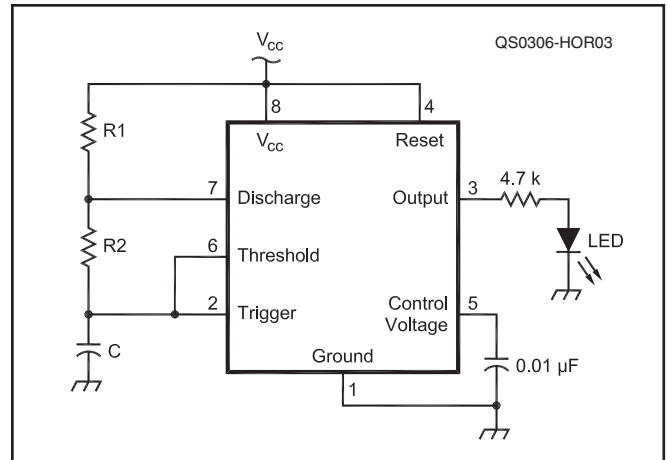 QS0306-HOR03
Vcc
8
4
R1
Vcc
Reset
7
Discharge
Output
3
4.7 k
R2
6
Threshold
LED
2
Trigger
Control
Voltage
5
C
Ground
0.01 µF
1